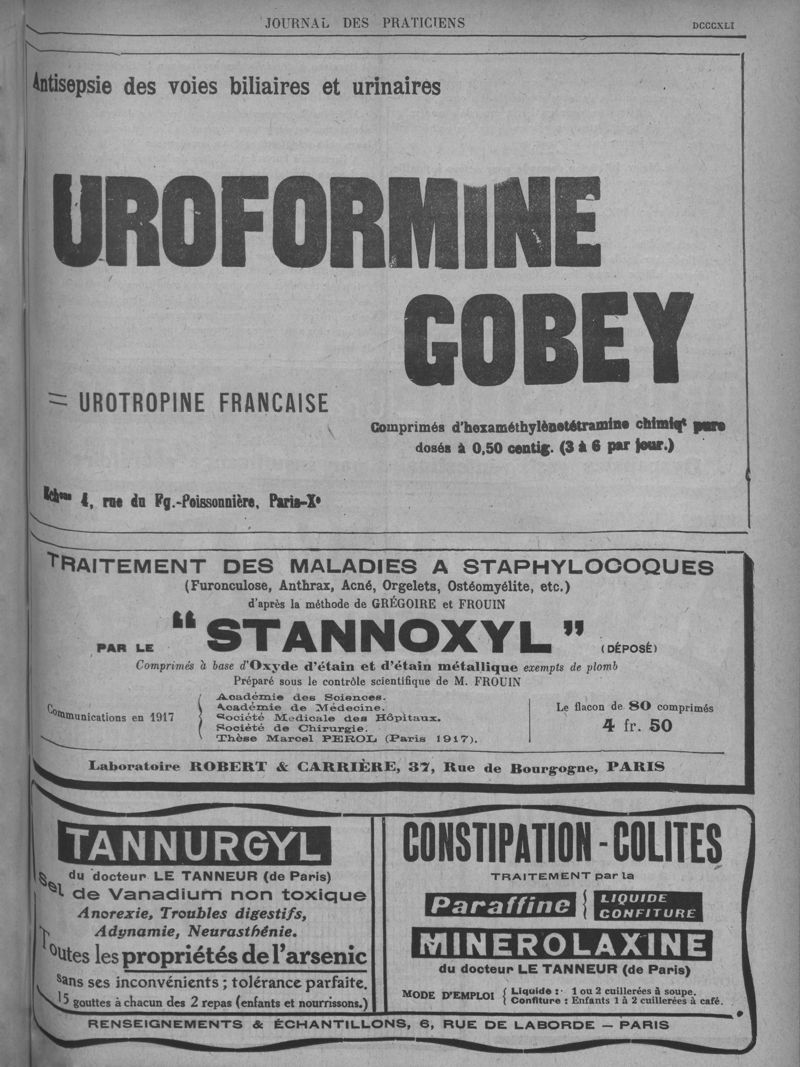 JOURNAL DES PRATICIENS
DCCCXLI
Antisepsie des voies biliaires et urinaires
UROFORMINE
GOBEY
= UROTROPINE FRANCAISE
Comprimés d'hexaméthylènetétramine chimiqt pure
dosés à 0,50 centig. (3 à 6 par jour.)
Echons 4, rue du Fg.-Poissonnière, Paris-Xe
TRAITEMENT DES MALADIES A STAPHYLOCOQUES
(Furonculose, Anthrax, Acné, Orgelets, Ostéomyélite, etc.)
d'après la méthode de GRÉGOIRE et FROUIN
PAR LE "STANNOXYL" (DÉPOSÉ)
Comprimés à base d'Oxyde d'étain et d'étain métallique exempts de plomb
Préparé sous le contrôle scientifique de M. FROUIN
Communications en 1917
Académie des Sciences.
Académie de Médecine.
Société Medicale des Hôpitaux.
Société de Chirurgie.
Thèse Marcel PEROL (Paris 1917).
Le flacon de 80 comprimés
4 fr. 50
Laboratoire ROBERT & CARRIÈRE, 37, Rue de Bourgogne, PARIS
TANNURGYL
du docteur LE TANNEUR (de Paris)
Sel de Vanadium non toxique
Anorexie, Troubles digestifs,
Adynamie, Neurasthénie.
Toutes les propriétés de l'arsenic
sans ses inconvénients ; tolérance parfaite.
15 gouttes à chacun des 2 repas (enfants et nourrissons.)
CONSTIPATION - COLITES
TRAITEMENT par la
Paraffine { LIQUIDE
CONFITURE
MINEROLAXINE
du docteur LE TANNEUR (de Paris)
MODE D'EMPLOI { Liquide : 1 ou 2 cuillerées à soupe.
Confiture : Enfants 1 à 2 cuillerées à café.
RENSEIGNEMENTS & ÉCHANTILLONS, 6, RUE DE LABORDE — PARIS